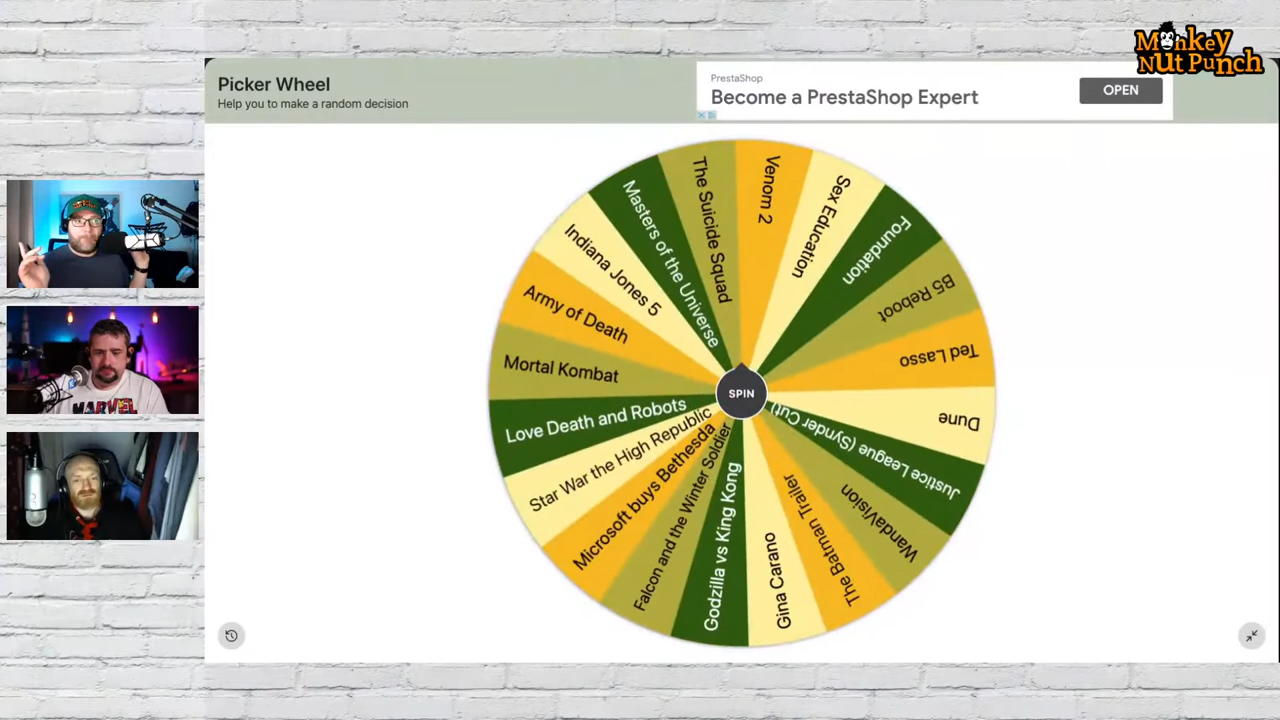 Monkey
Nut Punch
Picker Wheel
Help you to make a random decision
PrestaShop
Become a PrestaShop Expert
OPEN
Venom 2
Sex Education
Foundation
B5 Reboot
Ted Lasso
Dune
Justice League (Synder Cut)
WandaVision
The Batman Trailer
Gina Carano
Godzilla vs King Kong
Falcon and the Winter Soldier
Microsoft buys Bethesda
Star War the High Republic
Love Death and Robots
Mortal Kombat
Army of Death
Indiana Jones 5
Masters of the Universe
The Suicide Squad
SPIN
MARVEL